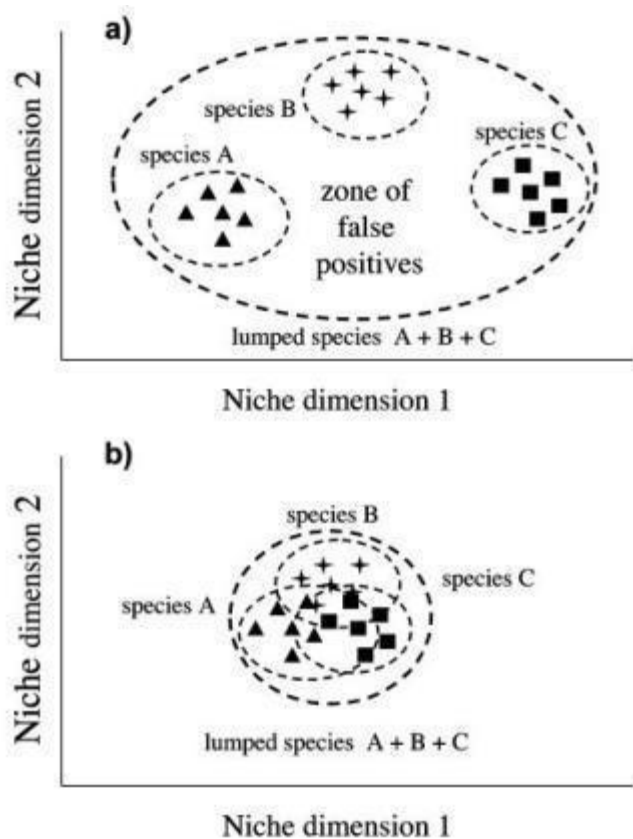 a)
Niche dimension 2
species B
species A
species C
zone of
false
positives
lumped species A + B + C
Niche dimension 1
b)
Niche dimension 2
species B
species C
species A
lumped species A + B + C
Niche dimension 1